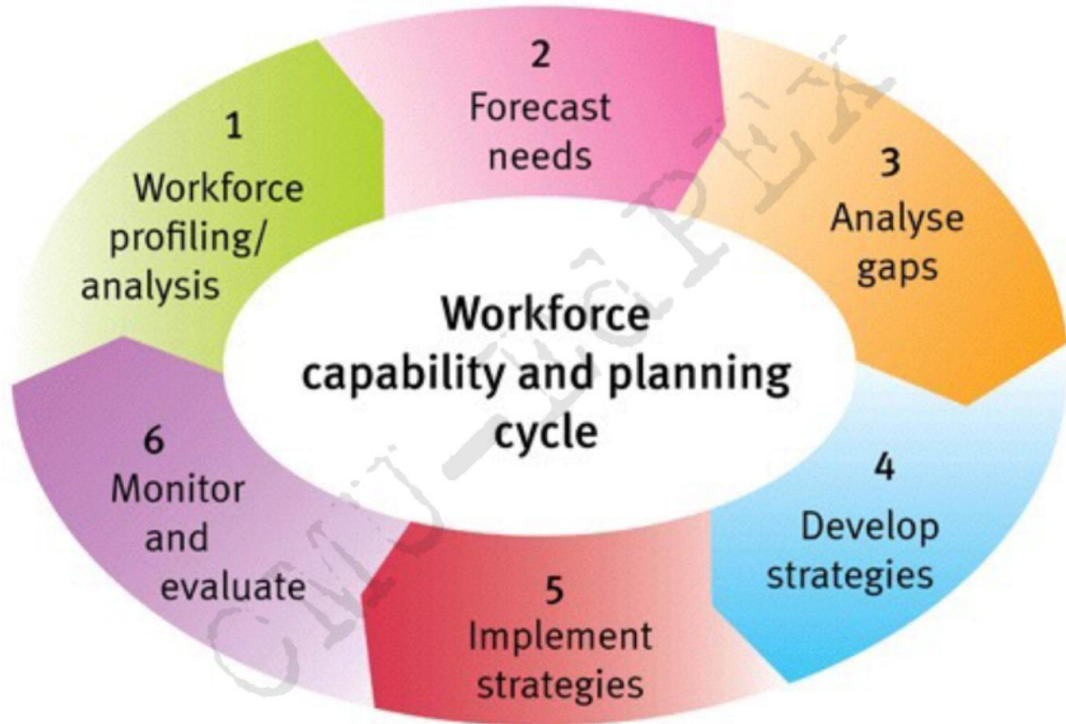 Workforce
capability and planning
cycle
1
Workforce
profiling/
analysis
2
Forecast
needs
3
Analyse
gaps
4
Develop
strategies
5
Implement
strategies
6
Monitor
and
evaluate